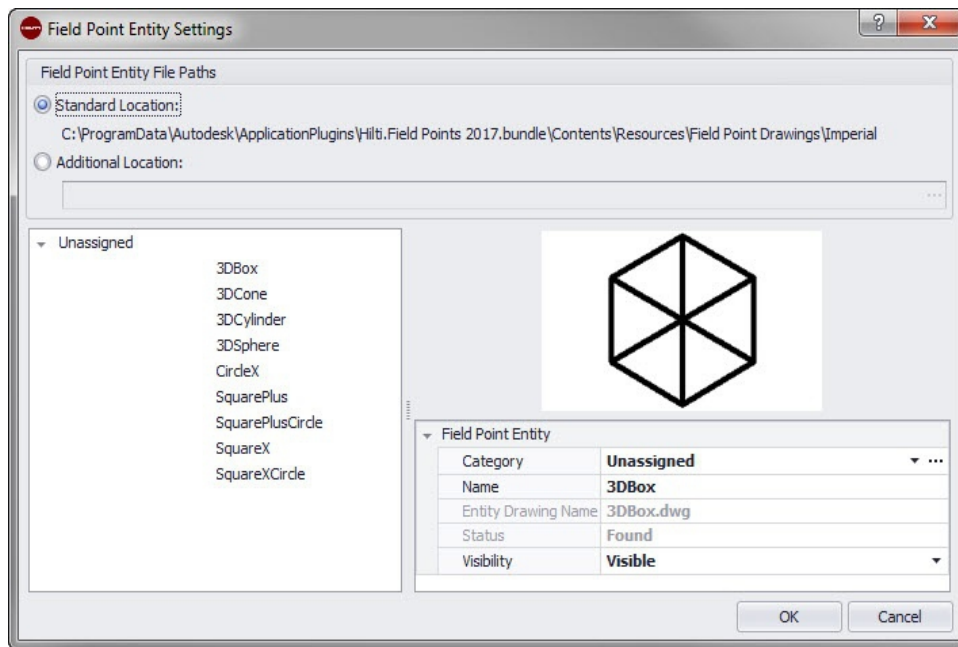 Field Point Entity Settings
?
Field Point Entity File Paths
Standard Location:
C:\ProgramData\Autodesk\ApplicationPlugins\Hilti.Field Points 2017.bundle\Contents\Resources\Field Point Drawings\Imperial
Additional Location:
...
Unassigned
3DBox
3DCone
3DCylinder
3DSphere
CircleX
SquarePlus
SquarePlusCircle
SquareX
SquareXCircle
Field Point Entity
Category Unassigned ...
Name 3DBox
Entity Drawing Name 3DBox.dwg
Status Found
Visibility Visible
OK Cancel